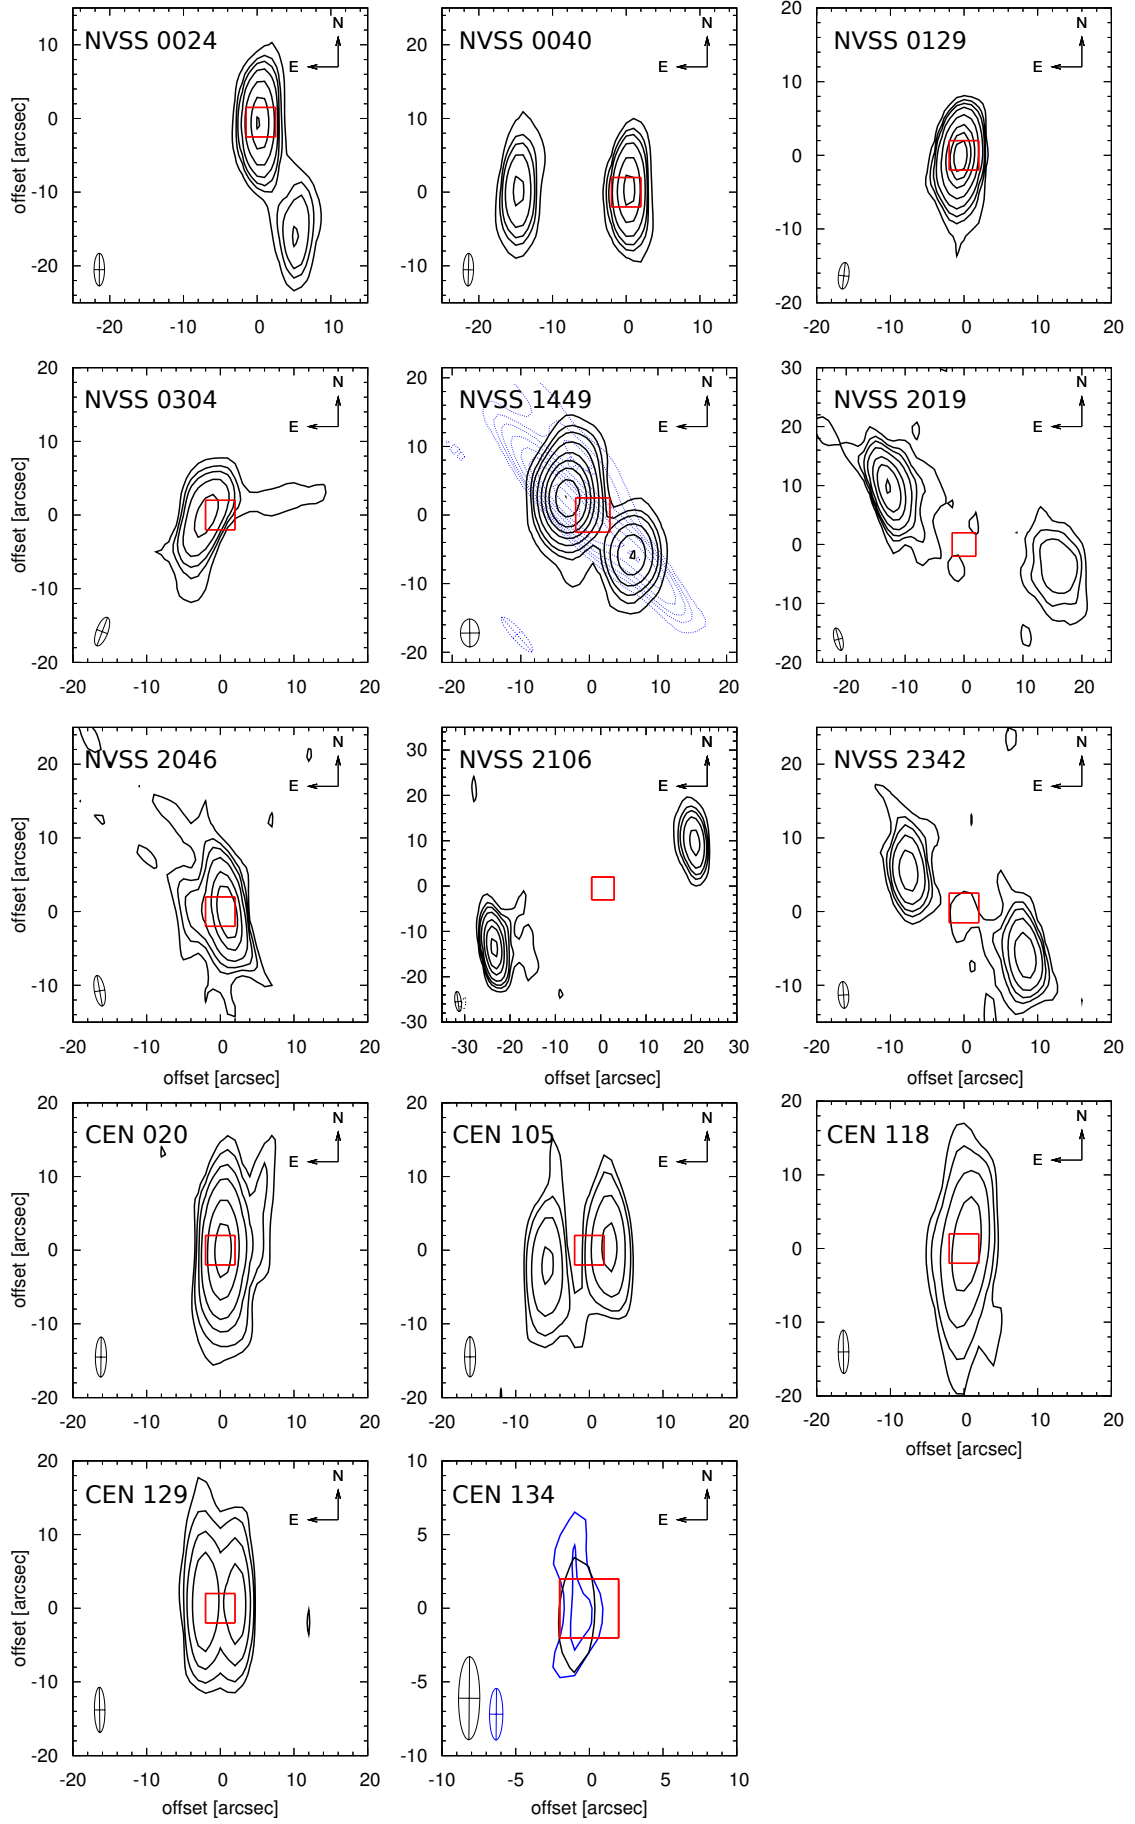 NVSS 0024
N
E
10
0
-10
-20
offset [arcsec]
-20 -10 0 10
NVSS 0040
N
E
20
10
0
-10
-20 -10 0 10
NVSS 0129
N
E
20
10
0
-10
-20
-20 -10 0 10 20
NVSS 0304
N
E
20
10
0
-10
-20
offset [arcsec]
-20 -10 0 10 20
NVSS 1449
N
E
20
10
0
-10
-20
-20 -10 0 10 20
NVSS 2019
N
E
30
20
10
0
-10
-20
-20 -10 0 10 20
NVSS 2046
N
E
20
10
0
-10
offset [arcsec]
-20 -10 0 10 20
offset [arcsec]
NVSS 2106
N
E
30
20
10
0
-10
-20
-30
-30 -20 -10 0 10 20 30
offset [arcsec]
NVSS 2342
N
E
20
10
0
-10
-20 -10 0 10 20
offset [arcsec]
CEN 020
N
E
20
10
0
-10
-20
offset [arcsec]
-20 -10 0 10 20
CEN 105
N
E
20
10
0
-10
-20
-20 -10 0 10 20
CEN 118
N
E
20
10
0
-10
-20
-20 -10 0 10 20
offset [arcsec]
CEN 129
N
E
20
10
0
-10
-20
offset [arcsec]
-20 -10 0 10 20
offset [arcsec]
CEN 134
N
E
10
5
0
-5
-10
-10 -5 0 5 10
offset [arcsec]